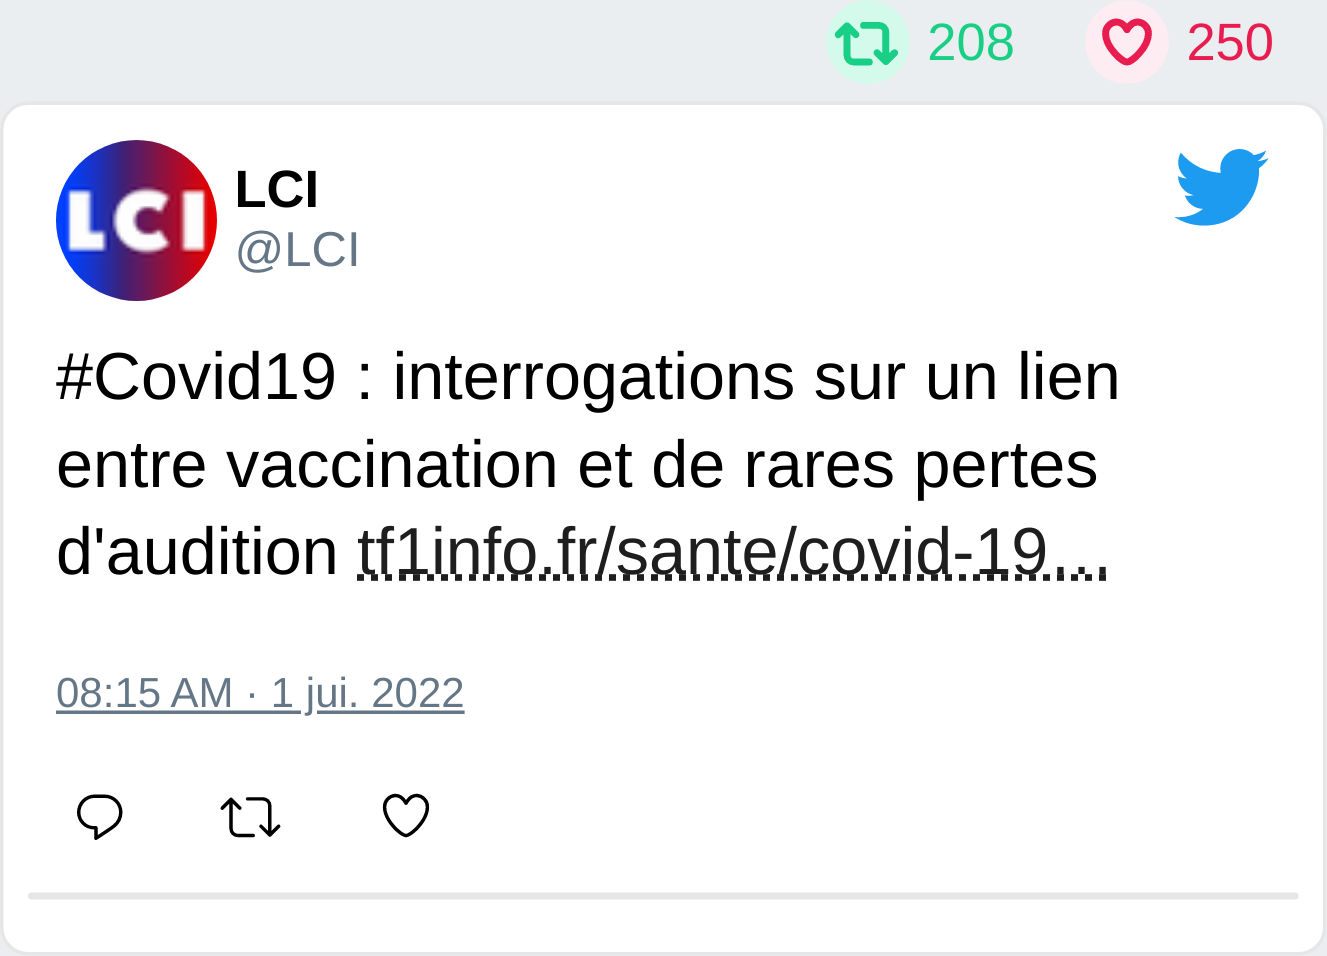 208 250
LCI
LCI
@LCI
#Covid19 : interrogations sur un lien
entre vaccination et de rares pertes
d'audition tf1info.fr/sante/covid-19...
08:15 AM · 1 jui. 2022